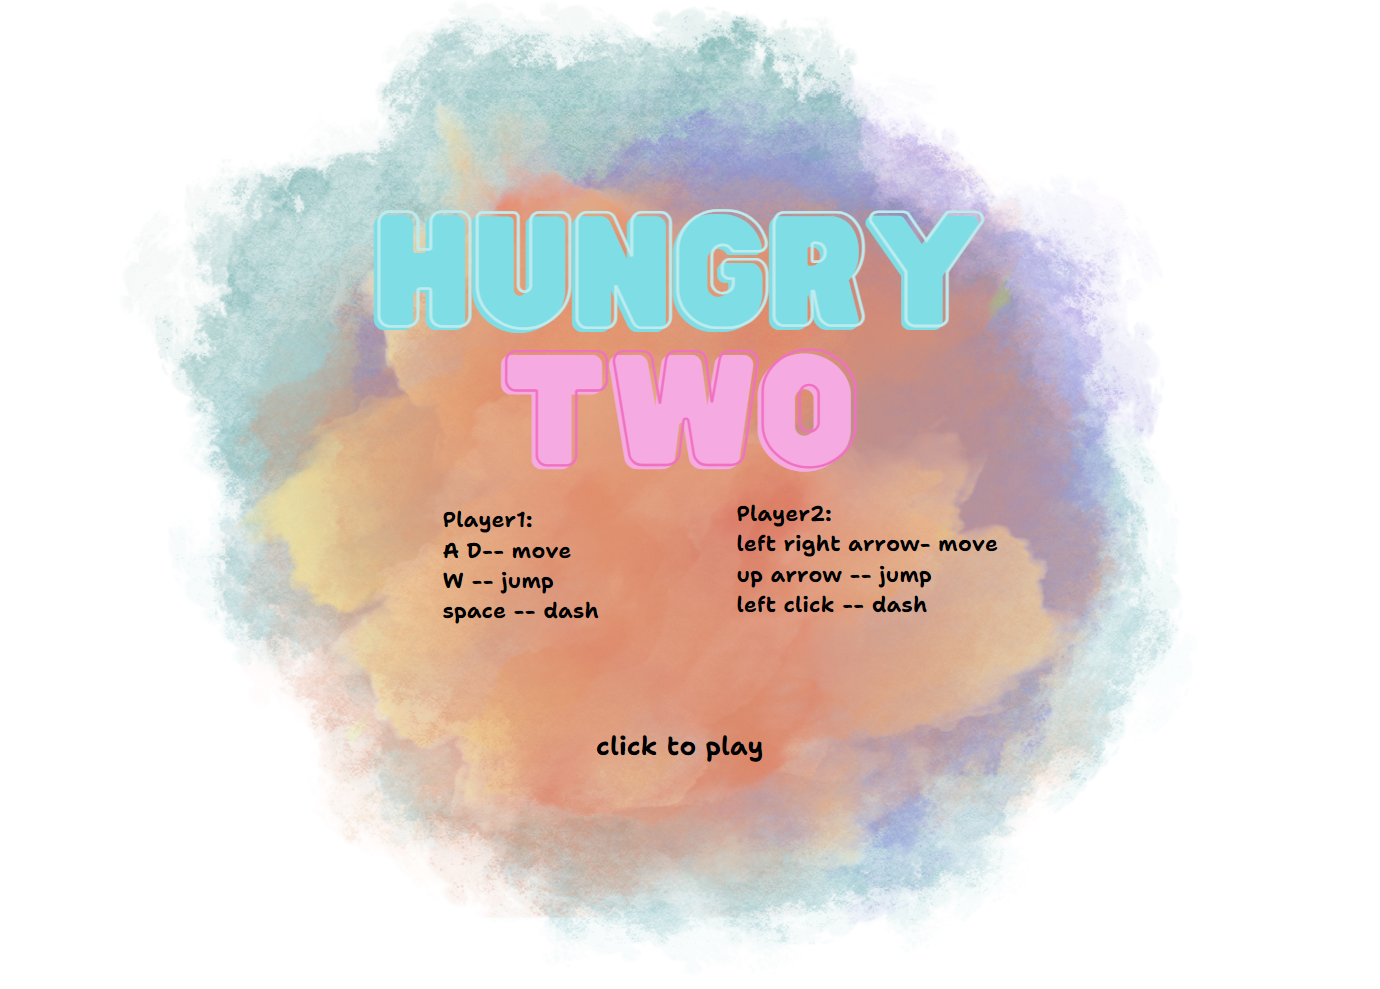 HUNGRY
TWO
Player1:
A D-- move
W -- jump
space -- dash
Player2:
left right arrow- move
up arrow -- jump
left click -- dash
click to play